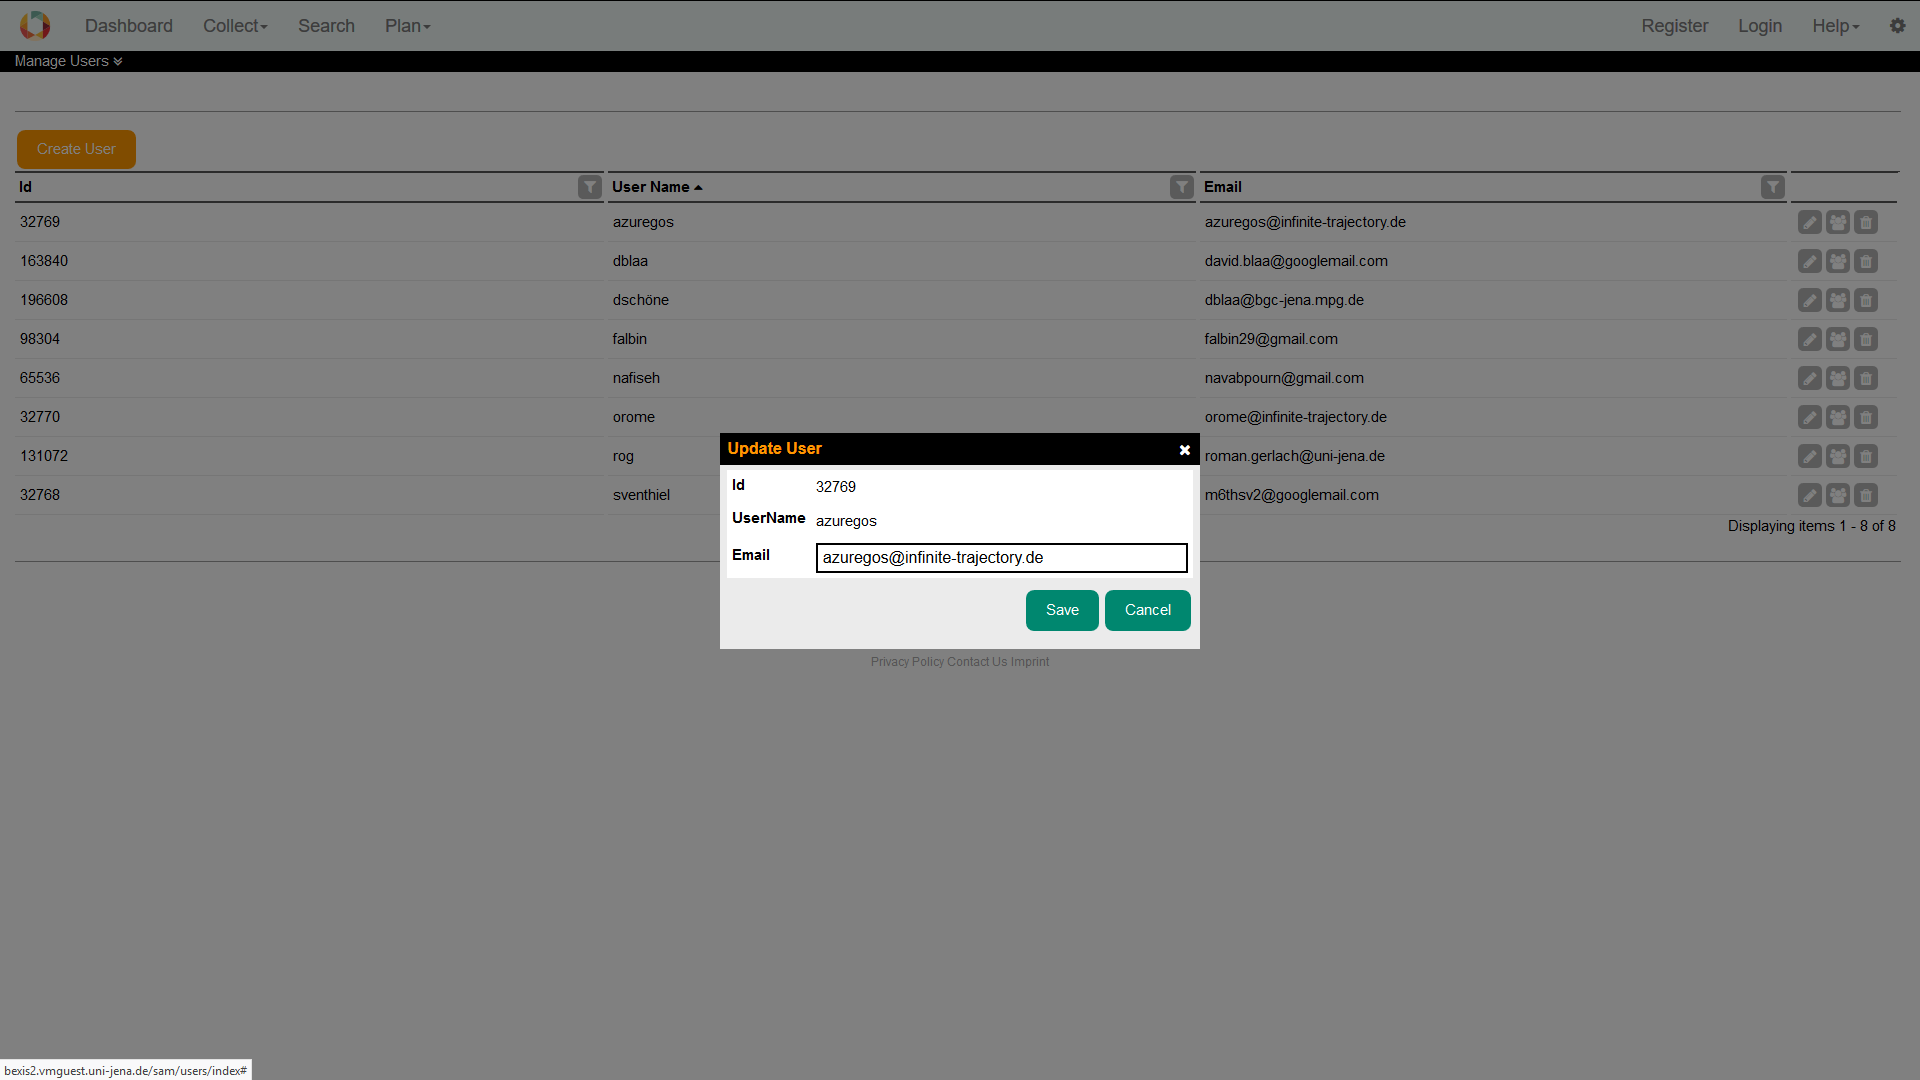 Dashboard Collect Search Plan Register Login Help
Manage Users
Create User
Id User Name Email
32769 azuregos azuregos@infinite-trajectory.de
163840 dblaa david.blaa@googlemail.com
196608 dschöne dblaa@bgc-jena.mpg.de
98304 falbin falbin29@gmail.com
65536 nafiseh navabpourn@gmail.com
32770 orome orome@infinite-trajectory.de
131072 rog roman.gerlach@uni-jena.de
32768 sventhiel m6thsv2@googlemail.com
Displaying items 1 - 8 of 8
Update User
Id 32769
UserName azuregos
Email azuregos@infinite-trajectory.de
Save Cancel
Privacy Policy Contact Us Imprint
bexis2.vmguest.uni-jena.de/sam/users/index#